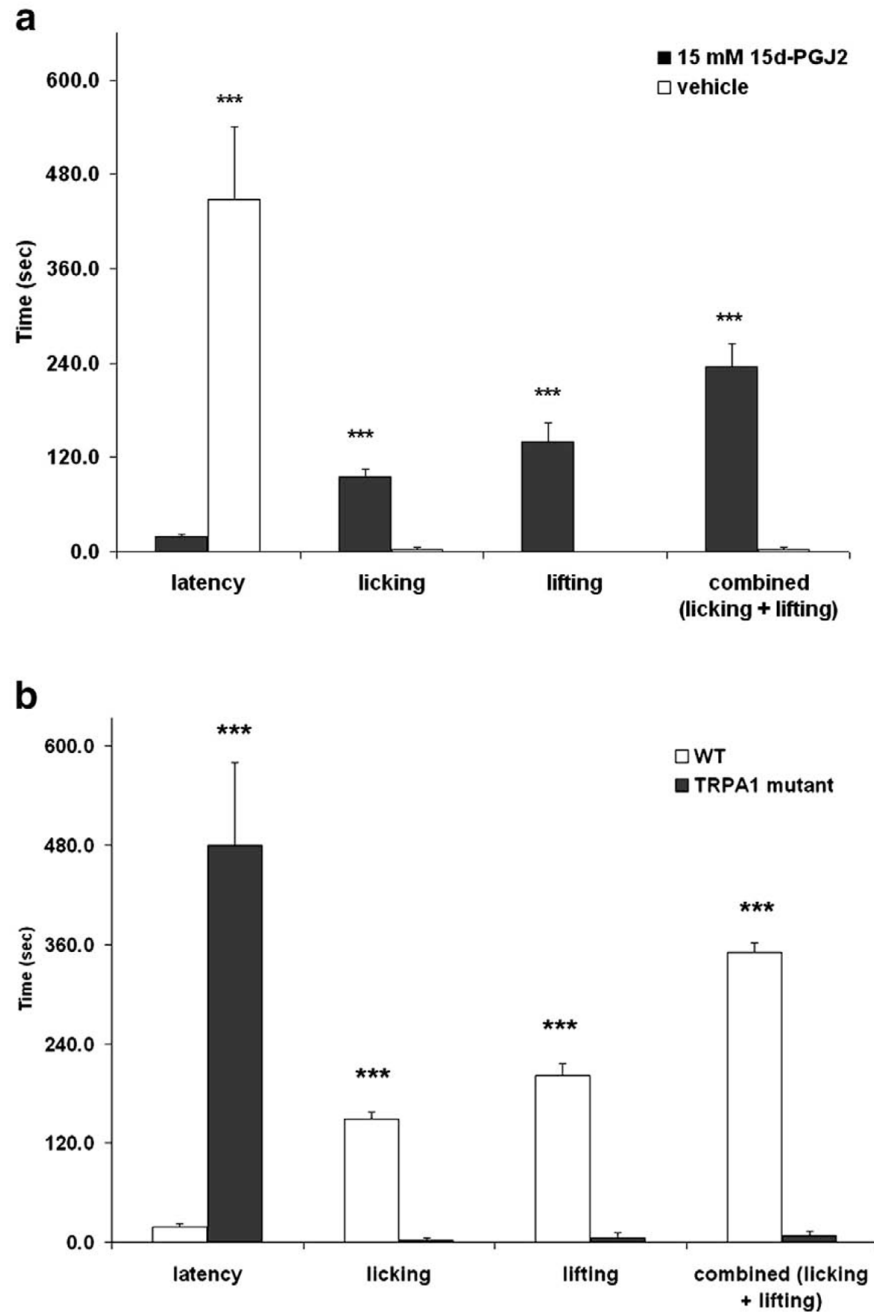 a
15 mM 15d-PGJ2
vehicle
600.0
480.0
360.0
240.0
120.0
0.0
Time (sec)
***
***
***
***
latency
licking
lifting
combined
(licking + lifting)
b
WT
TRPA1 mutant
600.0
480.0
360.0
240.0
120.0
0.0
Time (sec)
***
***
***
***
latency
licking
lifting
combined (licking
+ lifting)